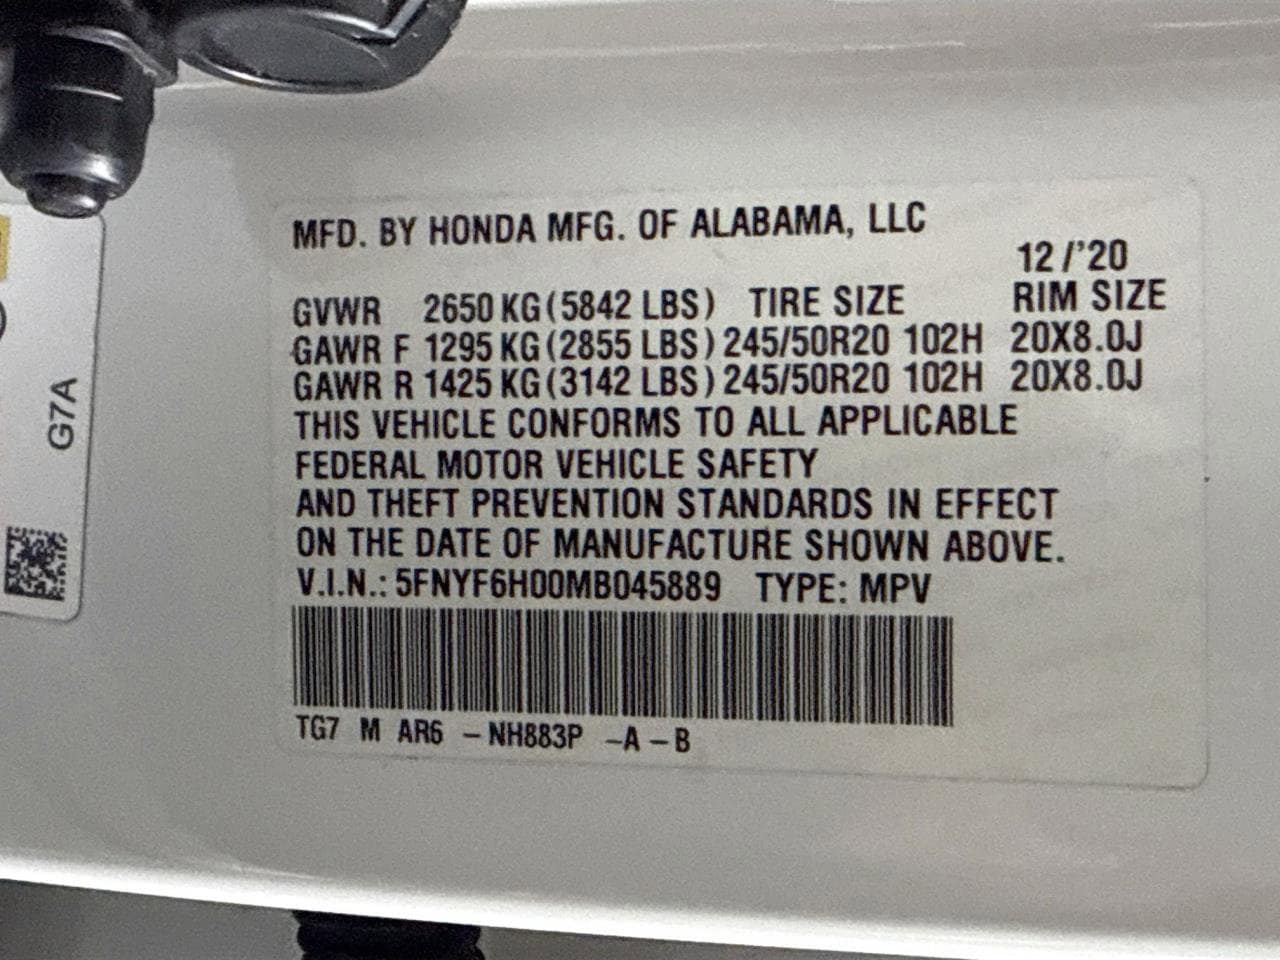 MFD. BY HONDA MFG. OF ALABAMA, LLC
12/'20
GVWR 2650 KG (5842 LBS) TIRE SIZE RIM SIZE
GAWR F 1295 KG (2855 LBS) 245/50R20 102H 20X8.0J
GAWR R 1425 KG (3142 LBS) 245/50R20 102H 20X8.0J
THIS VEHICLE CONFORMS TO ALL APPLICABLE
FEDERAL MOTOR VEHICLE SAFETY
AND THEFT PREVENTION STANDARDS IN EFFECT
ON THE DATE OF MANUFACTURE SHOWN ABOVE.
V.I.N.: 5FNYF6H00MB045889 TYPE: MPV
TG7 M AR6 – NH883P –A – B
G7A